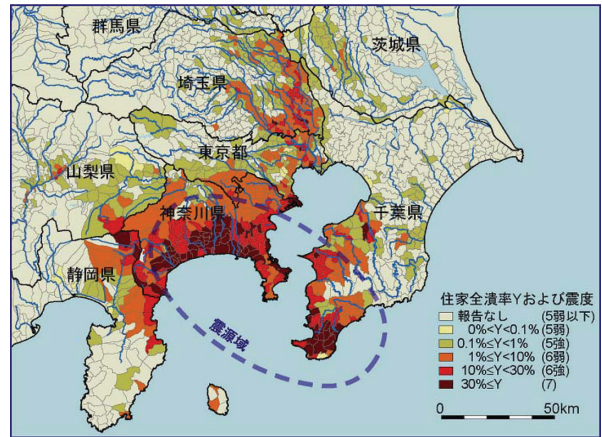 群馬県
茨城県
埼玉県
東京都
山梨県
神奈川県
千葉県
静岡県
震源域
住家全潰率Yおよび震度
報告なし (5弱以下)
0%≤Y<0.1% (5弱)
0.1%≤Y<1% (5強)
1%≤Y<10% (6弱)
10%≤Y<30% (6強)
30%≤Y (7)
0 50km